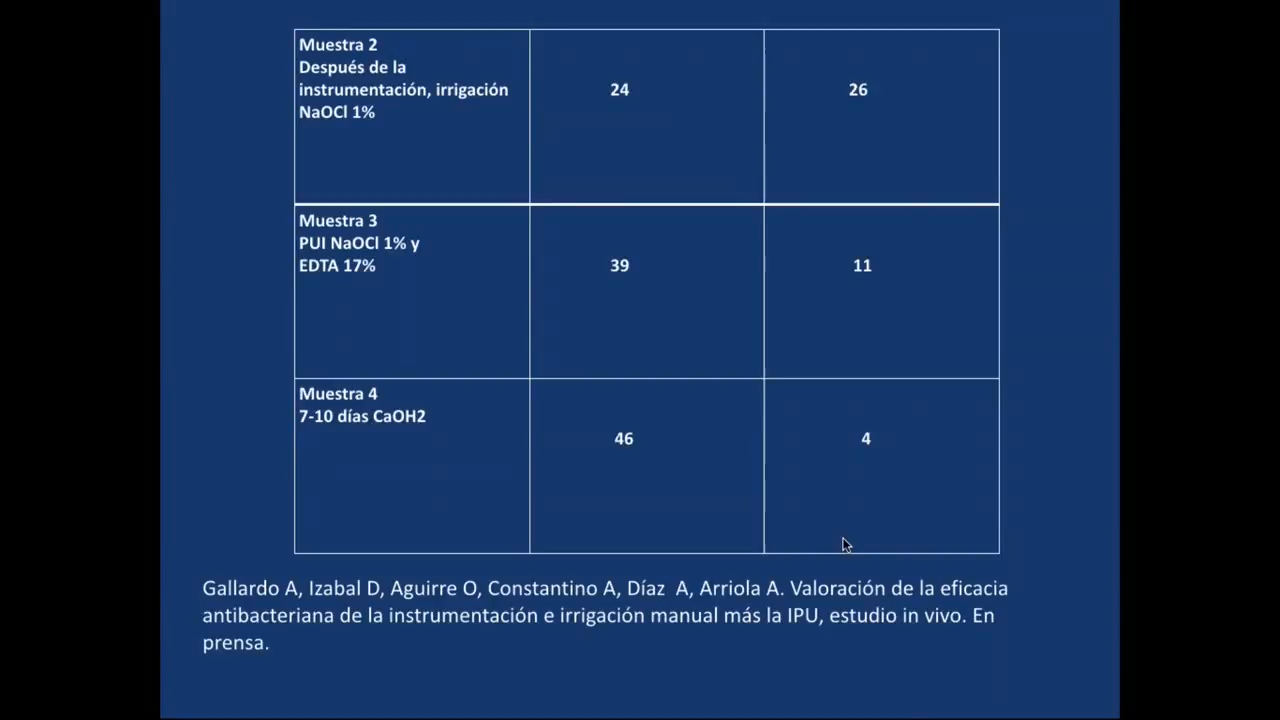 Muestra 2
Después de la
instrumentación, irrigación
NaOCl 1%
24
26
Muestra 3
PUI NaOCl 1% y
EDTA 17%
39
11
Muestra 4
7-10 días CaOH2
46
4
Gallardo A, Izabal D, Aguirre O, Constantino A, Díaz  A, Arriola A. Valoración de la eficacia
antibacteriana de la instrumentación e irrigación manual más la IPU, estudio in vivo. En
prensa.